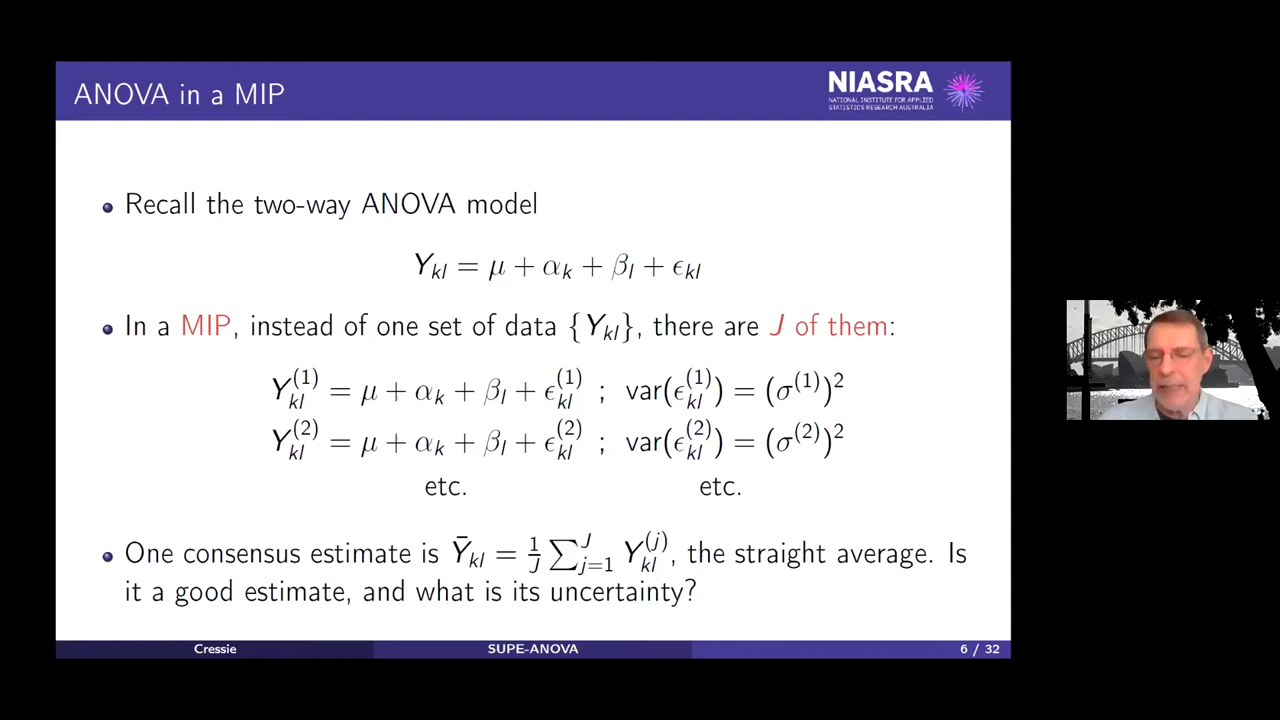 ANOVA in a MIP
NIASRA
NATIONAL INSTITUTE FOR APPLIED
STATISTICS RESEARCH AUSTRALIA
Recall the two-way ANOVA model
Y_{kl} = μ + α_k + β_l + ϵ_{kl}
In a MIP, instead of one set of data {Y_{kl}}, there are J of them:
Y_{kl}^{(1)} = μ + α_k + β_l + ϵ_{kl}^{(1)} ; var(ϵ_{kl}^{(1)}) = (σ^{(1)})^2
Y_{kl}^{(2)} = μ + α_k + β_l + ϵ_{kl}^{(2)} ; var(ϵ_{kl}^{(2)}) = (σ^{(2)})^2
etc. etc.
One consensus estimate is Ȳ_{kl} = \frac{1}{J} ∑_{j=1}^{J} Y_{kl}^{(j)}, the straight average. Is
it a good estimate, and what is its uncertainty?
Cressie SUPE-ANOVA 6 / 32